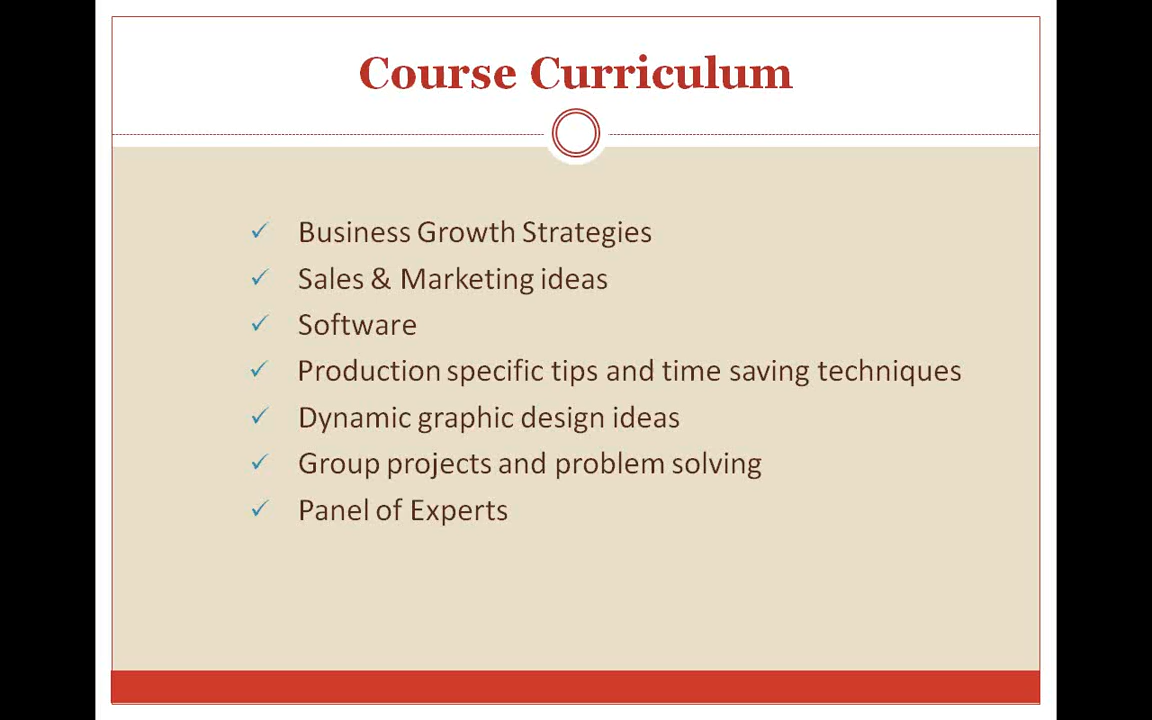 Course Curriculum
✓ Business Growth Strategies
✓ Sales & Marketing ideas
✓ Software
✓ Production specific tips and time saving techniques
✓ Dynamic graphic design ideas
✓ Group projects and problem solving
✓ Panel of Experts